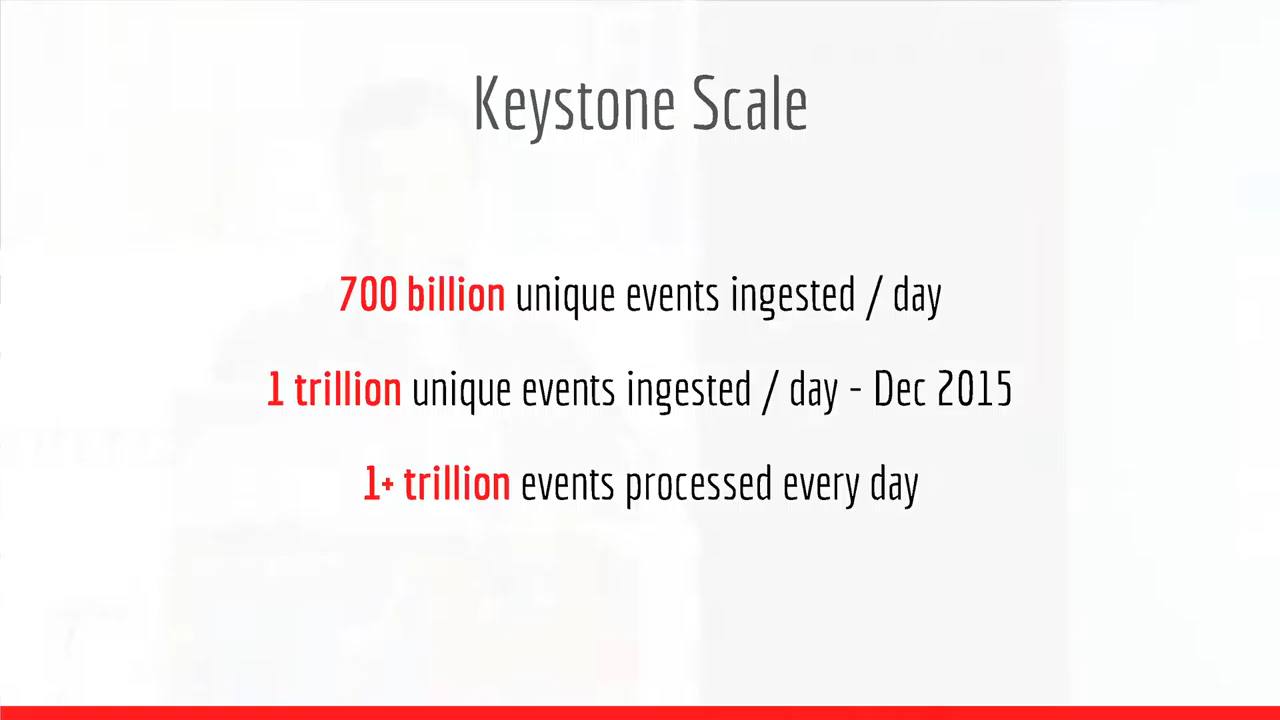 Keystone Scale
700 billion unique events ingested / day
1 trillion unique events ingested / day - Dec 2015
1+ trillion events processed every day